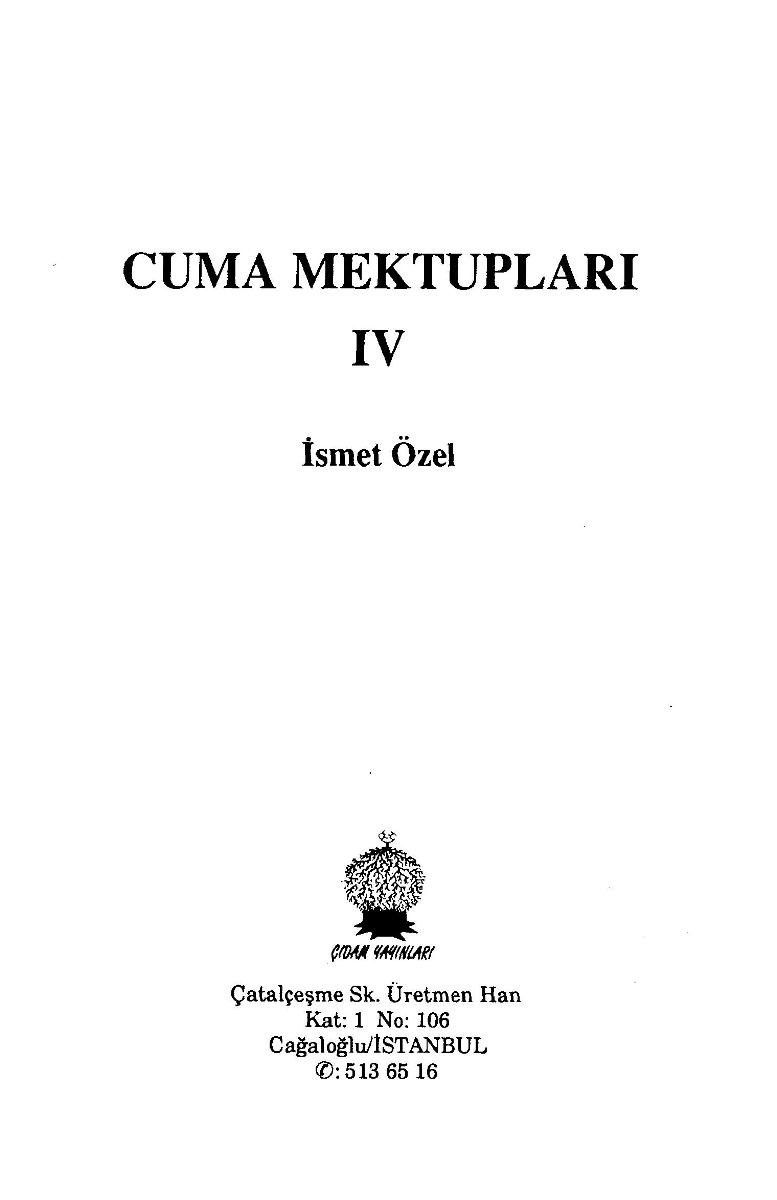 CUMA MEKTUPLARI
IV
İsmet Özel
ÇIDAM YAYINLARI
Çatalçeşme Sk. Üretmen Han
Kat: 1 No: 106
Cağaloğlu/İSTANBUL
✆: 513 65 16